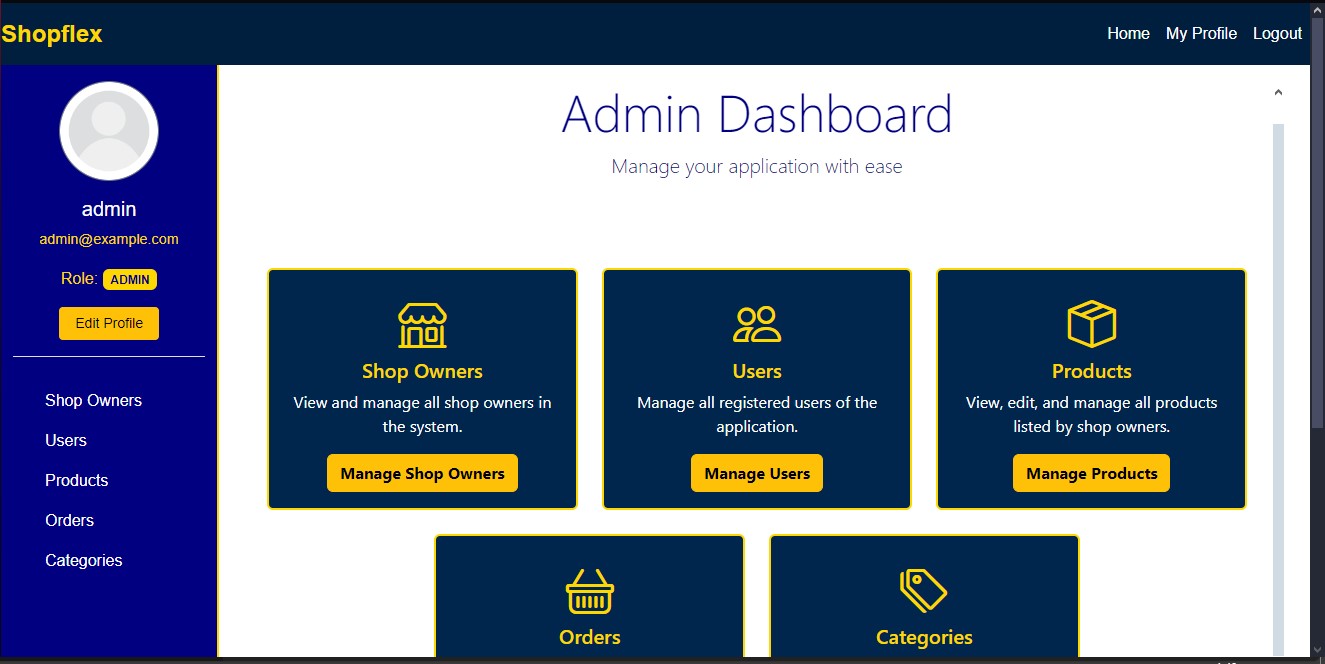 Shopflex
Home My Profile Logout
admin
admin@example.com
Role: ADMIN
Edit Profile
Shop Owners
Users
Products
Orders
Categories
Admin Dashboard
Manage your application with ease
Shop Owners
View and manage all shop owners in
the system.
Manage Shop Owners
Users
Manage all registered users of the
application.
Manage Users
Products
View, edit, and manage all products
listed by shop owners.
Manage Products
Orders
Categories